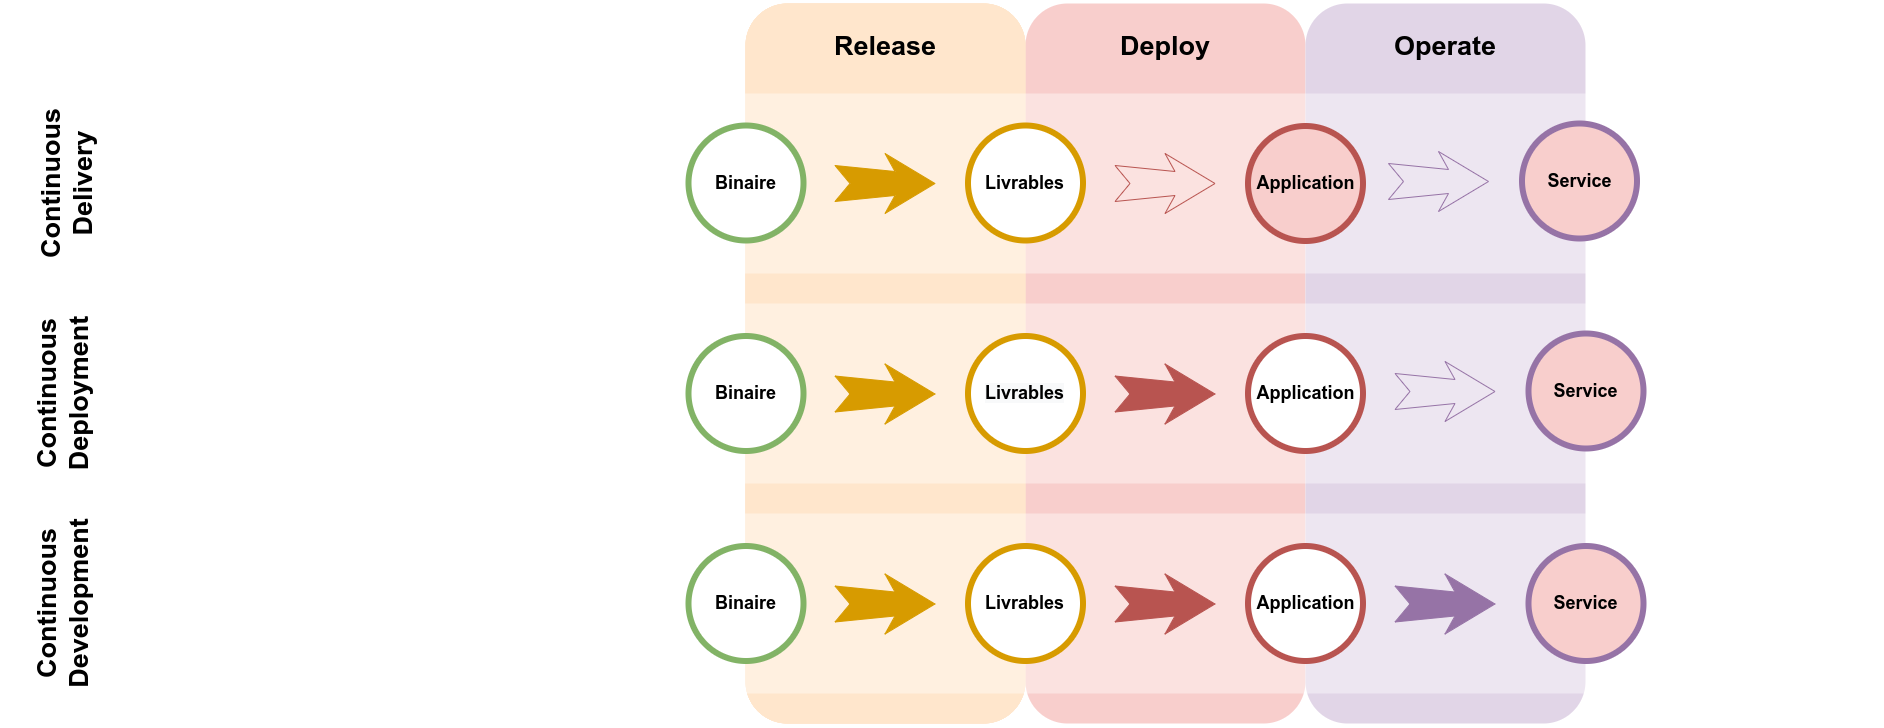 Release
Deploy
Operate
Continuous
Delivery
Binaire
Livrables
Application
Service
Continuous
Deployment
Binaire
Livrables
Application
Service
Continuous
Development
Binaire
Livrables
Application
Service